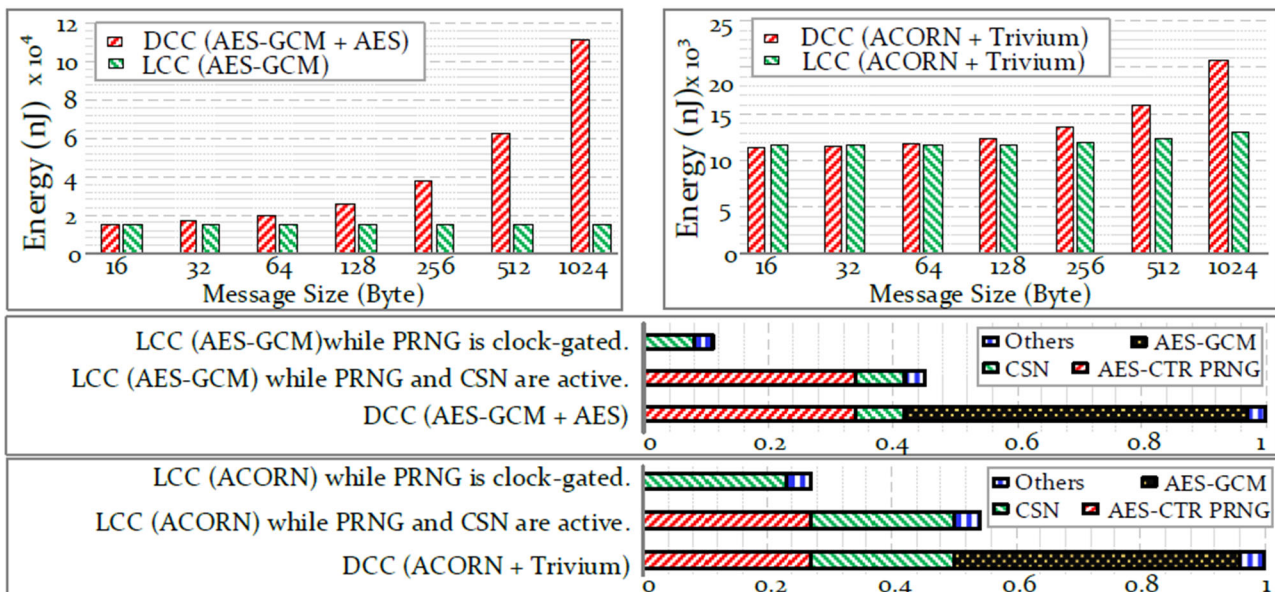 12
10
8
6
4
2
0
Energy (nJ) x 10⁴
DCC (AES-GCM + AES)
LCC (AES-GCM)
16 32 64 128 256 512 1024
Message Size (Byte)
25
20
15
10
5
0
Energy (nJ) x 10³
DCC (ACORN + Trivium)
LCC (ACORN + Trivium)
16 32 64 128 256 512 1024
Message Size (Byte)
LCC (AES-GCM)while PRNG is clock-gated.
LCC (AES-GCM) while PRNG and CSN are active.
DCC (AES-GCM + AES)
Others AES-GCM
CSN AES-CTR PRNG
0 0.2 0.4 0.6 0.8 1
LCC (ACORN) while PRNG is clock-gated.
LCC (ACORN) while PRNG and CSN are active.
DCC (ACORN + Trivium)
Others AES-GCM
CSN AES-CTR PRNG
0 0.2 0.4 0.6 0.8 1